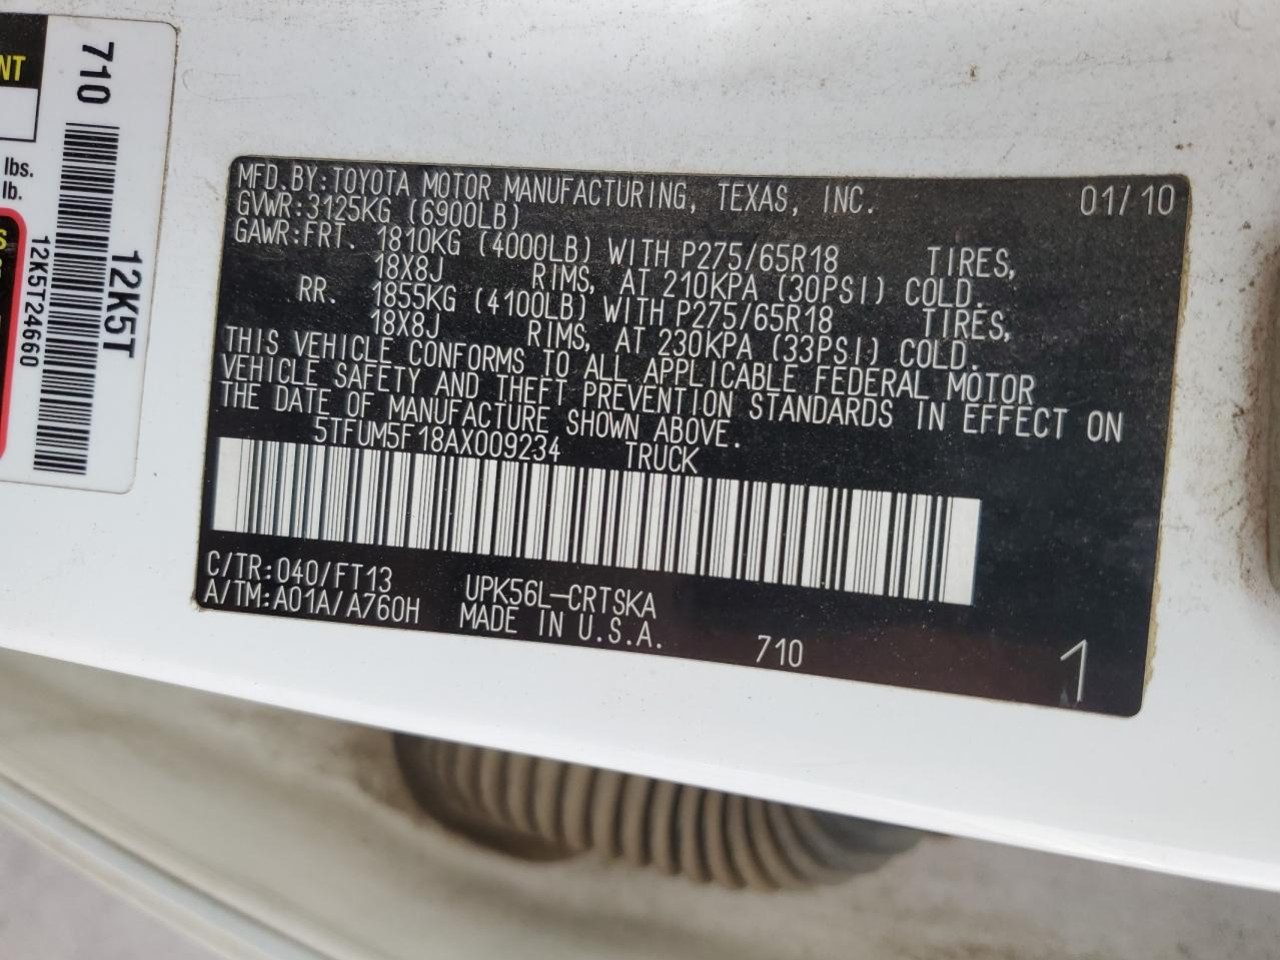 NT
lbs.
lb.
S
710
12K5T24660
12K5T
MFD.BY:TOYOTA MOTOR MANUFACTURING, TEXAS, INC. 01/10
GVWR:3125KG (6900LB)
GAWR:FRT. 1810KG (4000LB) WITH P275/65R18 TIRES,
18X8J RIMS, AT 210KPA (30PSI) COLD.
RR. 1855KG (4100LB) WITH P275/65R18 TIRES,
18X8J RIMS, AT 230KPA (33PSI) COLD.
THIS VEHICLE CONFORMS TO ALL APPLICABLE FEDERAL MOTOR
VEHICLE SAFETY AND THEFT PREVENTION STANDARDS IN EFFECT ON
THE DATE OF MANUFACTURE SHOWN ABOVE.
5TFUM5F18AX009234 TRUCK
C/TR:040/FT13 UPK56L-CRTSKA
A/TM:A01A/A760H MADE IN U.S.A.
710
1